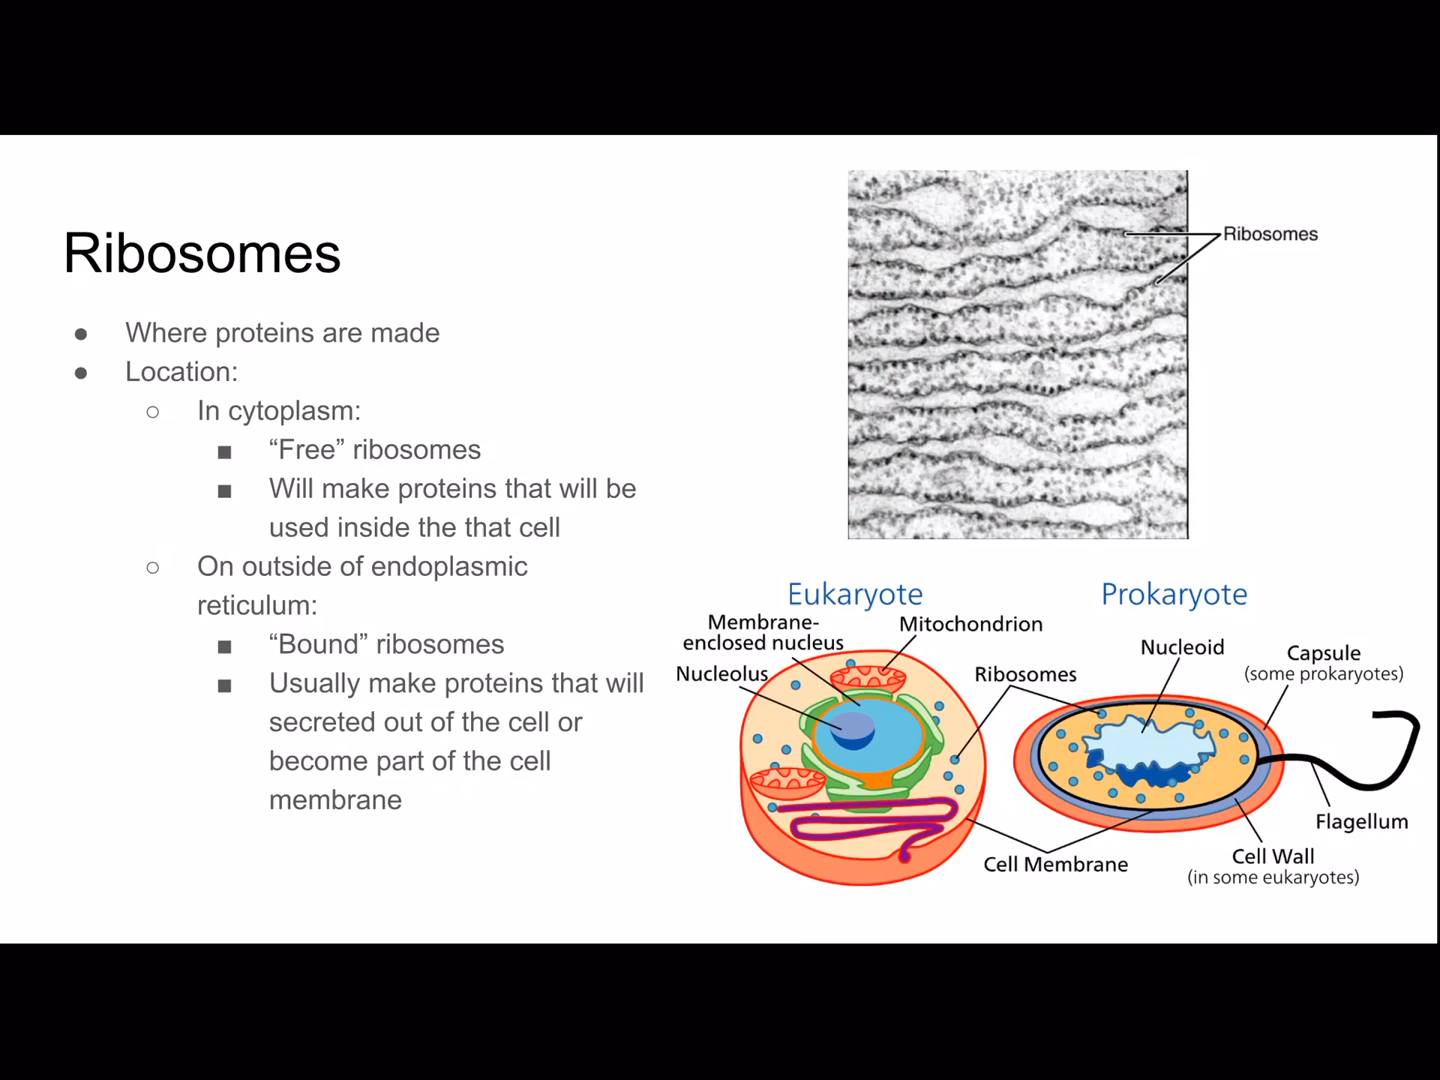 Ribosomes
● Where proteins are made
● Location:
○ In cytoplasm:
■ “Free” ribosomes
■ Will make proteins that will be
used inside the that cell
○ On outside of endoplasmic
reticulum:
■ “Bound” ribosomes
■ Usually make proteins that will
secreted out of the cell or
become part of the cell
membrane
Ribosomes
Eukaryote
Membrane-
enclosed nucleus
Nucleolus
Mitochondrion
Ribosomes
Cell Membrane
Prokaryote
Nucleoid
Capsule
(some prokaryotes)
Flagellum
Cell Wall
(in some eukaryotes)